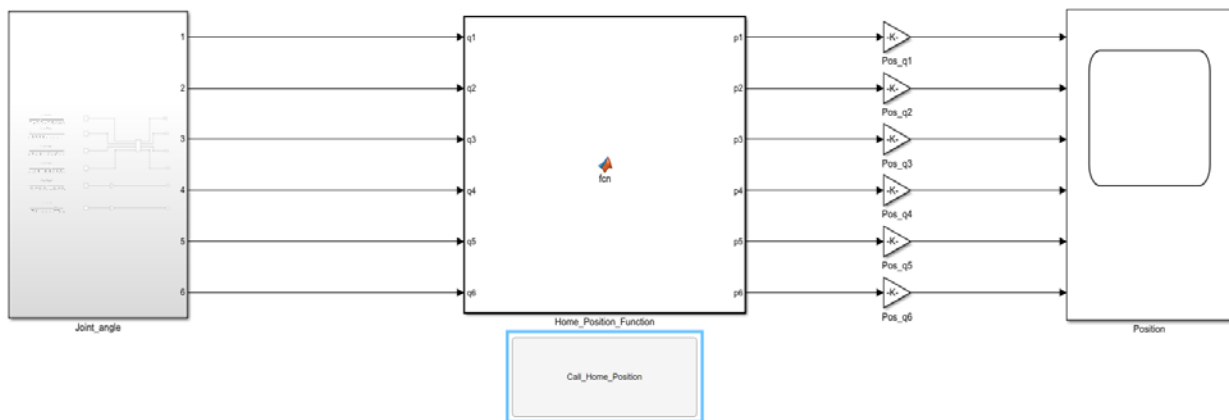 1 q1 p1 -K-
Pos_q1
2 q2 p2 -K-
Pos_q2
3 q3 p3 -K-
Pos_q3
fcn
4 q4 p4 -K-
Pos_q4
5 q5 p5 -K-
Pos_q5
6 q6 p6 -K-
Pos_q6
Joint_angle Home_Position_Function Position
Call_Home_Position